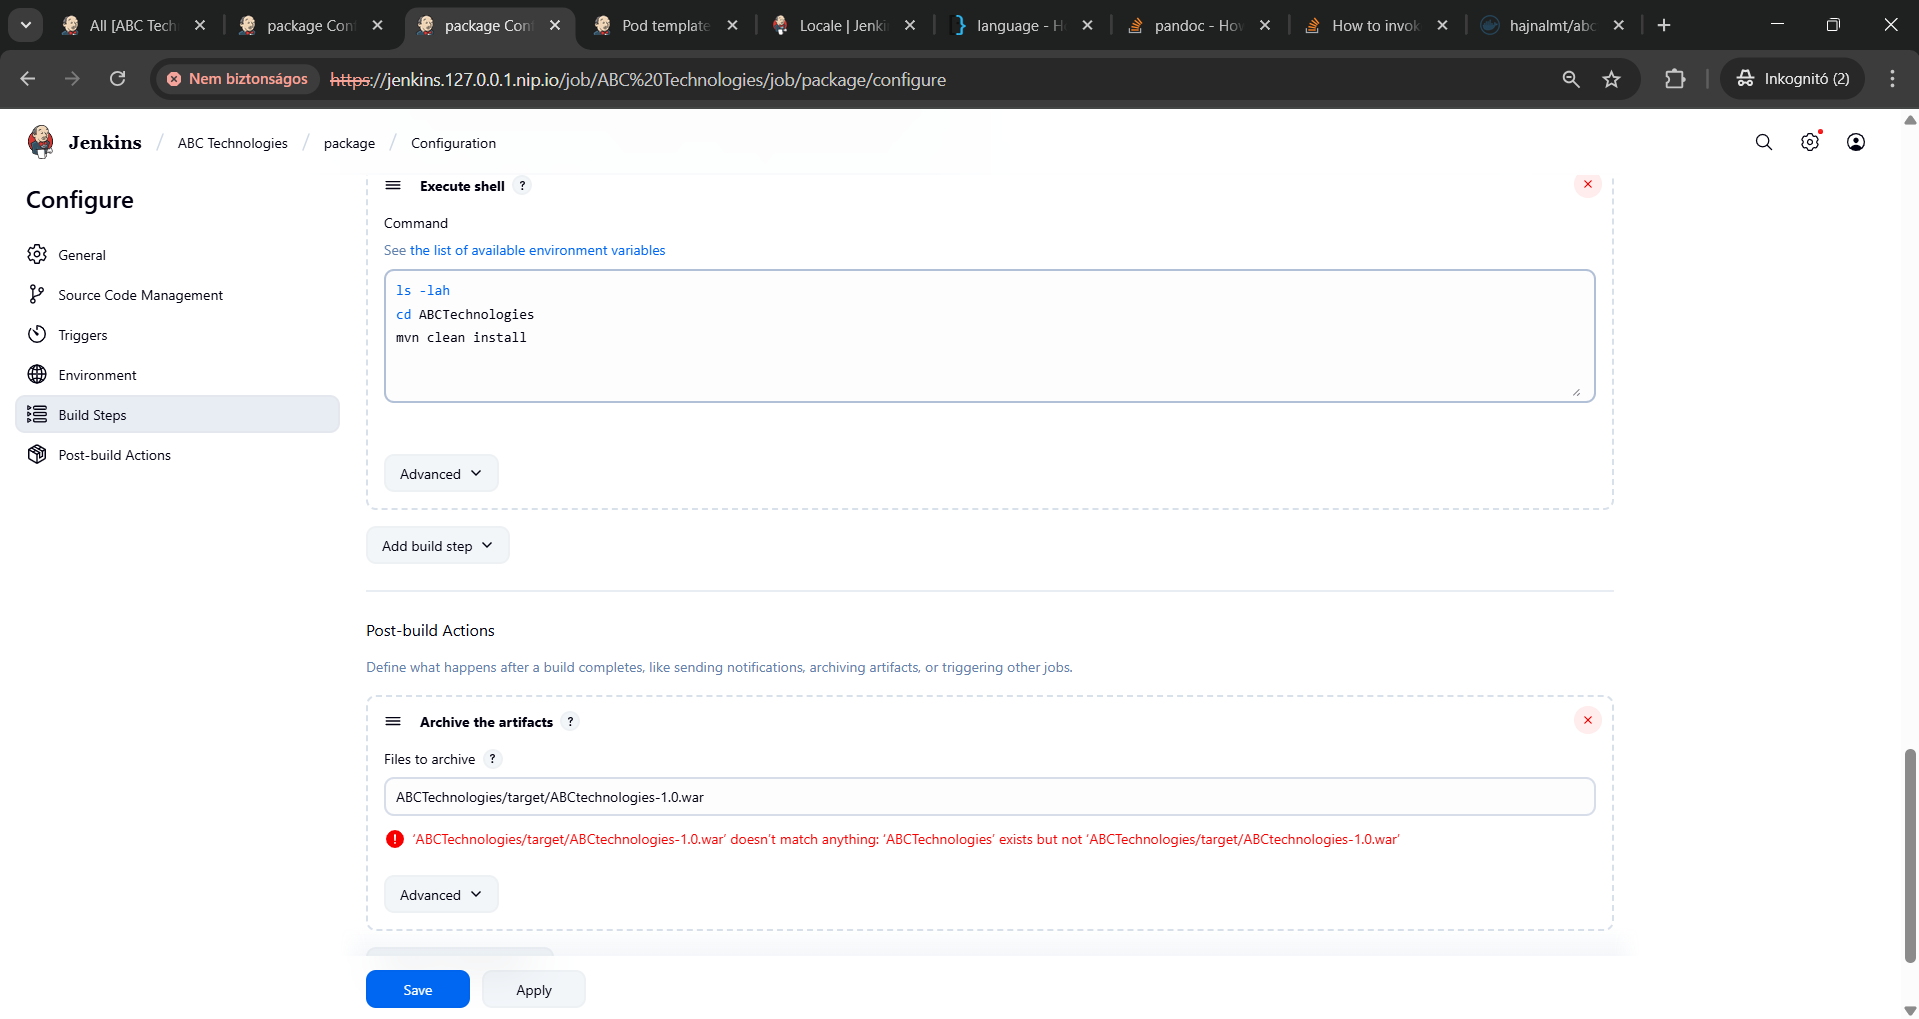 All [ABC Tech
package Con
package Con
Pod template
Locale | Jenki
language - H
pandoc - Hov
How to invok
hajnalmt/abc
Nem biztonságos
https://jenkins.127.0.0.1.nip.io/job/ABC%20Technologies/job/package/configure
Inkognitó (2)
Jenkins / ABC Technologies / package / Configuration
Configure
General
Source Code Management
Triggers
Environment
Build Steps
Post-build Actions
Execute shell ?
Command
See the list of available environment variables
ls -lah
cd ABCTechnologies
mvn clean install
Advanced
Add build step
Post-build Actions
Define what happens after a build completes, like sending notifications, archiving artifacts, or triggering other jobs.
Archive the artifacts ?
Files to archive ?
ABCTechnologies/target/ABCtechnologies-1.0.war
‘ABCTechnologies/target/ABCtechnologies-1.0.war’ doesn’t match anything: ‘ABCTechnologies’ exists but not ‘ABCTechnologies/target/ABCtechnologies-1.0.war’
Advanced
Save
Apply